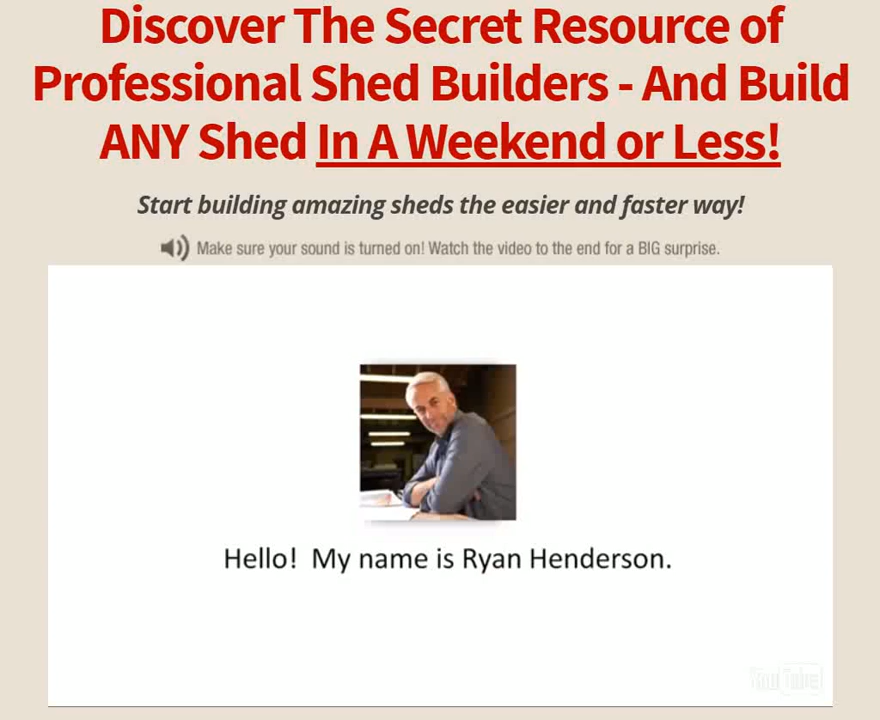 Discover The Secret Resource of
Professional Shed Builders - And Build
ANY Shed In A Weekend or Less!
Start building amazing sheds the easier and faster way!
Make sure your sound is turned on! Watch the video to the end for a BIG surprise.
Hello! My name is Ryan Henderson.
YouTube